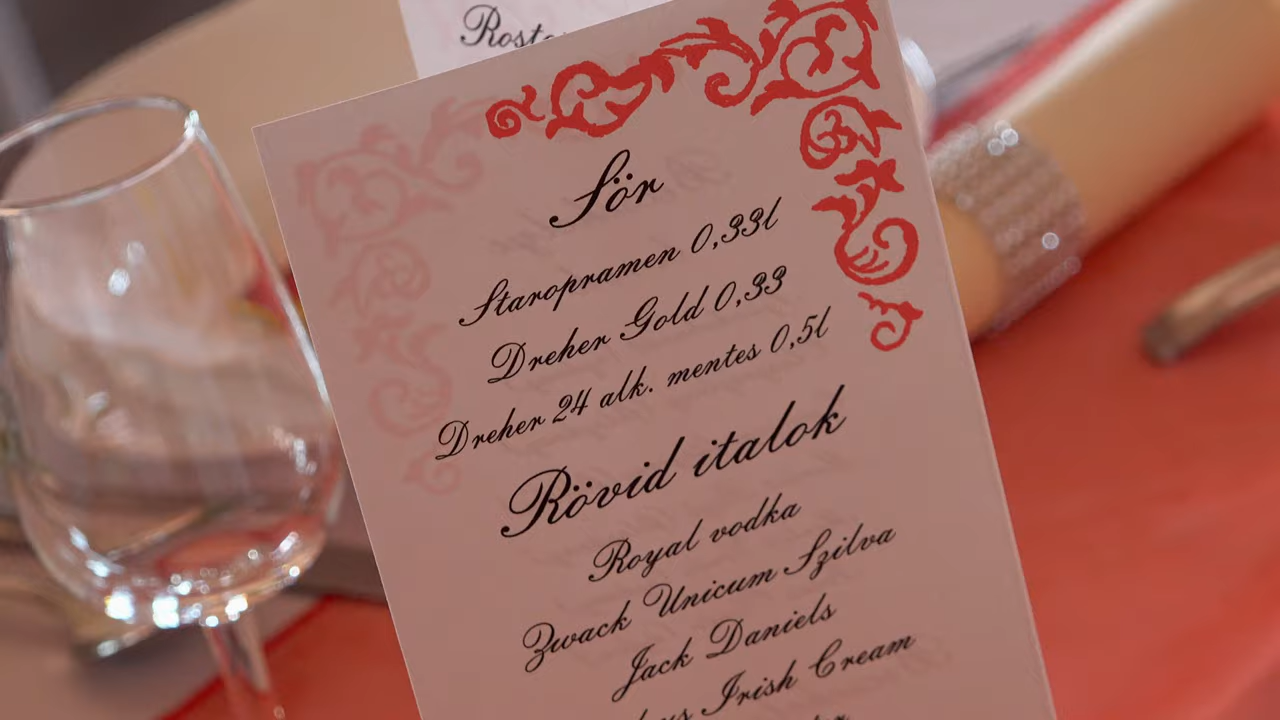 Sör
Staropramen 0,33l
Dreher Gold 0,33
Dreher 24 alk. mentes 0,5l
Rövid italok
Royal vodka
Zwack Unicum Szilva
Jack Daniels
Irish Cream